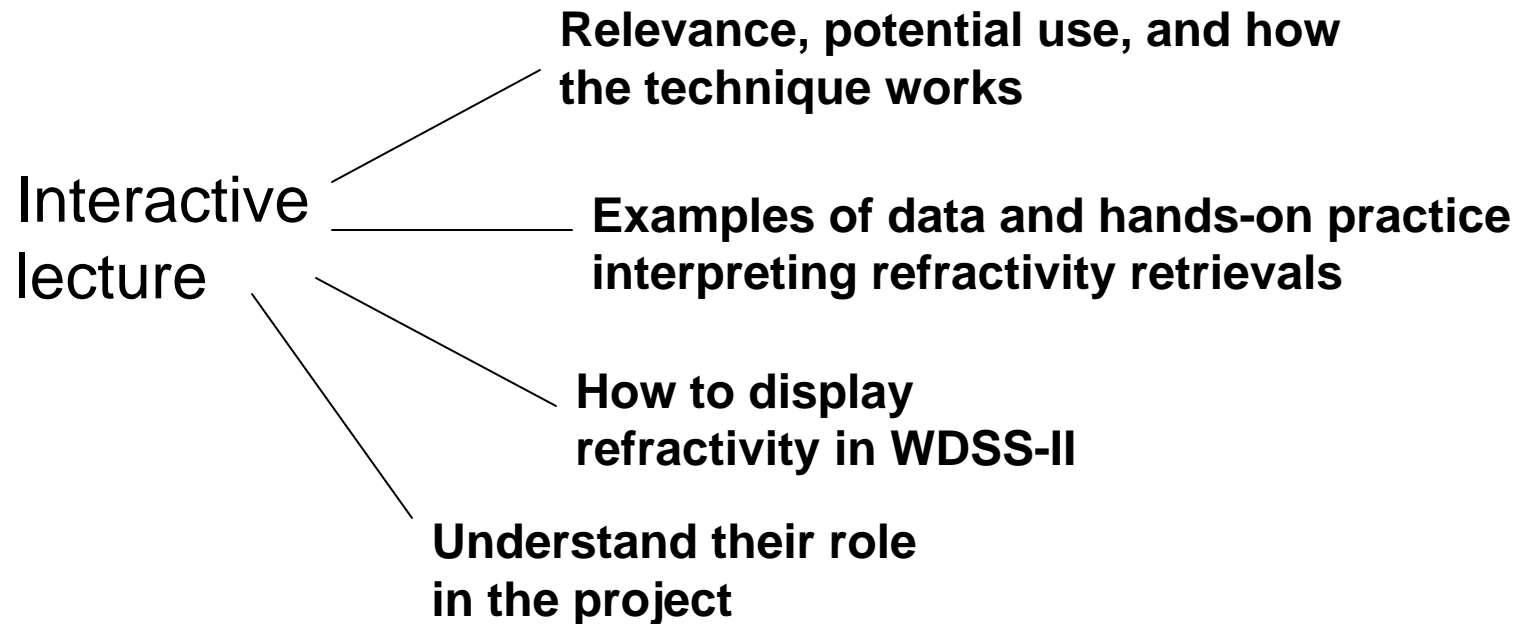 Relevance, potential use, and how
the technique works
Interactive
lecture
Examples of data and hands-on practice
interpreting refractivity retrievals
How to display
refractivity in WDSS-II
Understand their role
in the project